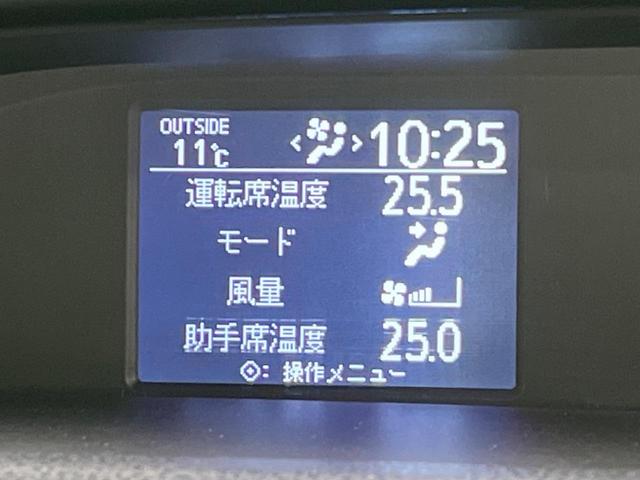 OUTSIDE
11℃ < > 10:25
運転席温度 25.5
モード
風量
助手席温度 25.0
◇: 操作メニュー